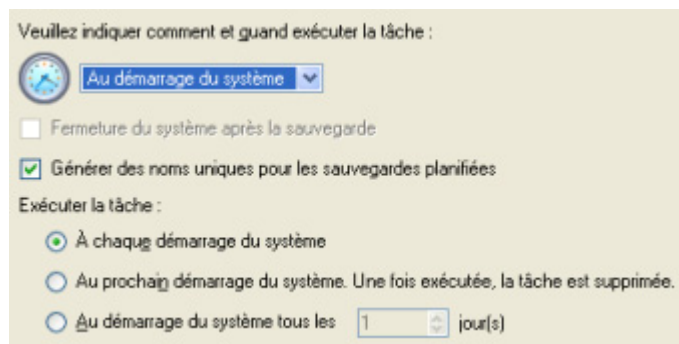 Veuillez indiquer comment et quand exécuter la tâche :
Au démarrage du système
Fermeture du système après la sauvegarde
Générer des noms uniques pour les sauvegardes planifiées
Exécuter la tâche :
À chaque démarrage du système
Au prochain démarrage du système. Une fois exécutée, la tâche est supprimée.
Au démarrage du système tous les 1 jour(s)